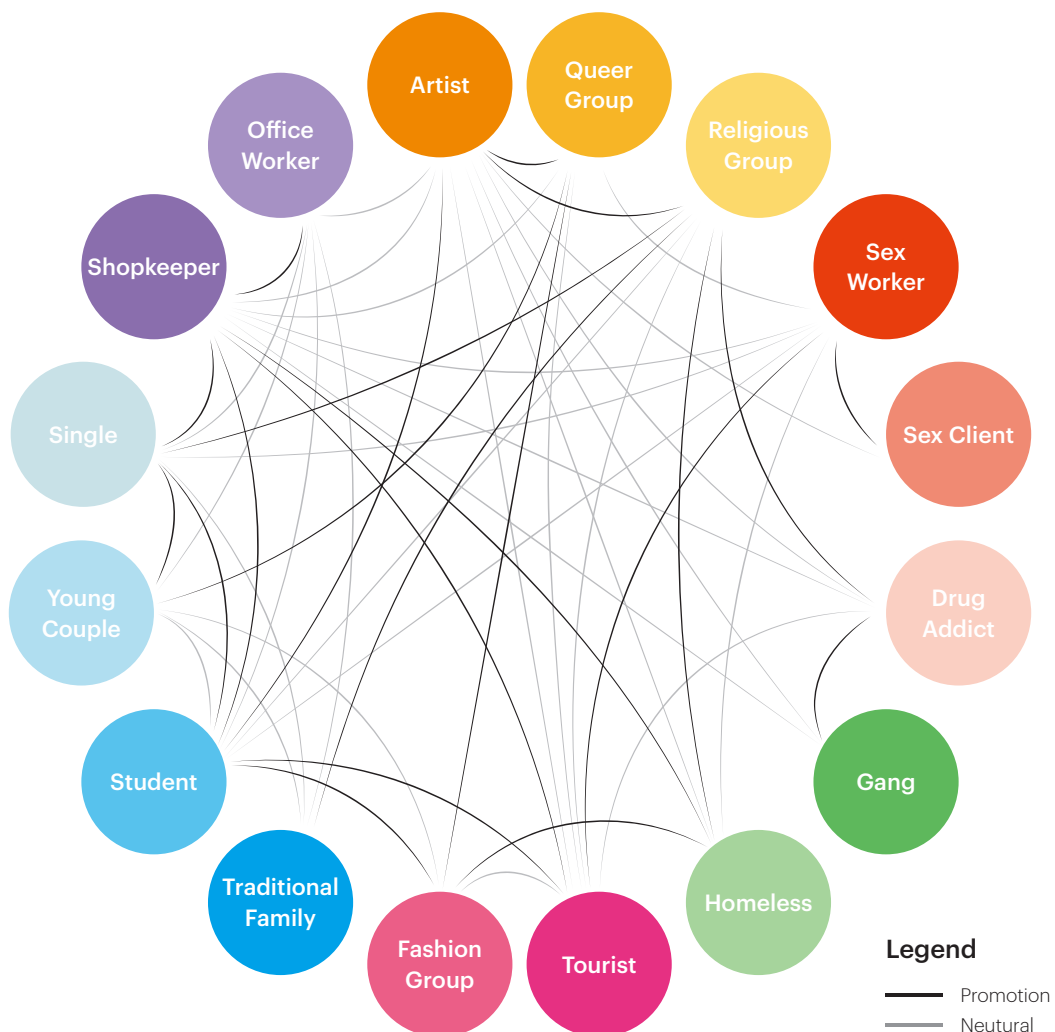 Artist
Queer
Group
Office
Worker
Religious
Group
Shopkeeper
Sex
Worker
Single
Sex Client
Young
Couple
Drug
Addict
Student
Gang
Traditional
Family
Homeless
Fashion
Group
Tourist
Legend
Promotion
Neutural